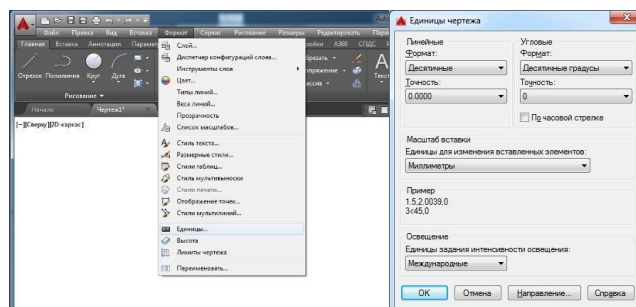 Файл Правка Вид Вставка Формат Сервис Рисование Размеры Редактировать
Главная Вставка Аннотации
Отрезок Полилиния Круг Дуга
Рисование
Начало Чертеж1*
[−][Сверху][2D-каркас]
Слой...
Диспетчер конфигураций слоев...
Инструменты слоя
Цвет...
Типы линий...
Веса линий...
Прозрачность
Список масштабов...
Стиль текста...
Размерные стили...
Стили таблиц...
Стиль мультивыноски
Стили печати...
Отображение точек...
Стили мультилиний...
Единицы...
Высота
Лимиты чертежа
Переименовать...
A360 СПДС
Текст
Единицы чертежа
Линейные
Формат:
Десятичные
Точность:
0.0000
Угловые
Формат:
Десятичные градусы
Точность:
0
По часовой стрелке
Масштаб вставки
Единицы для изменения вставленных элементов:
Миллиметры
Пример
1.5,2.0039,0
3<45,0
Освещение
Единицы задания интенсивности освещения:
Международные
ОК Отмена Направление... Справка